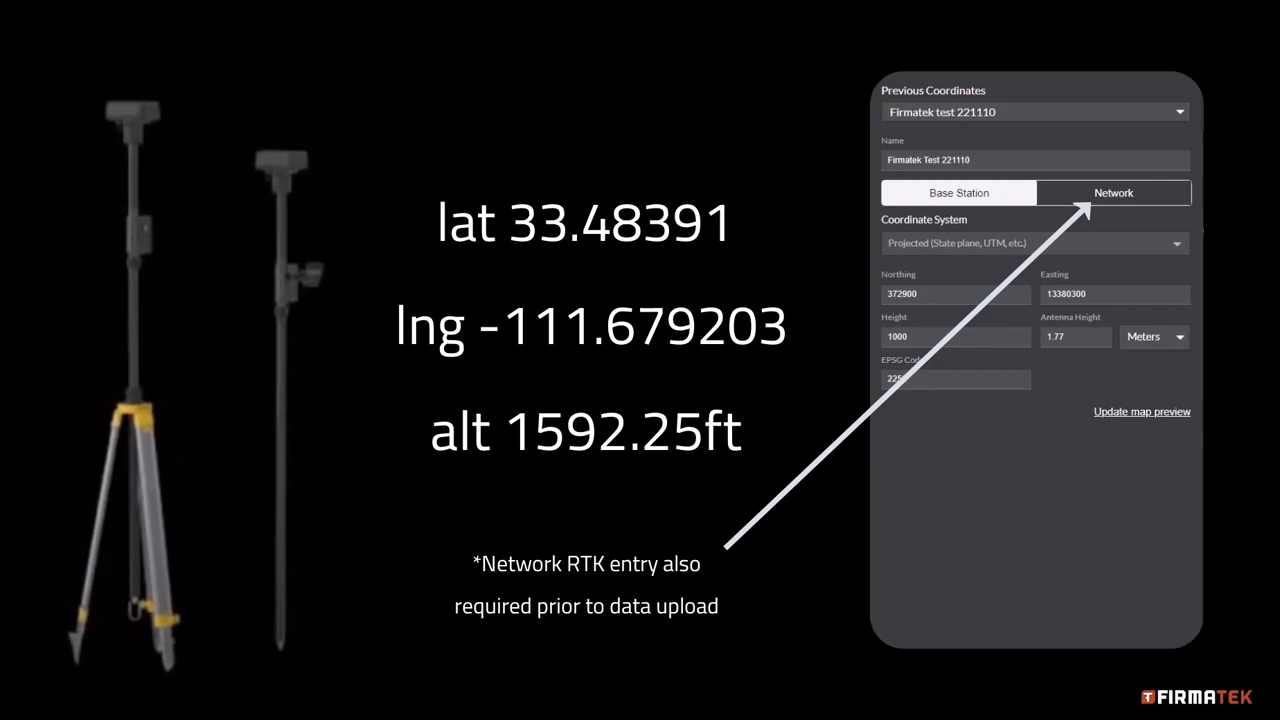 lat 33.48391
lng -111.679203
alt 1592.25ft
*Network RTK entry also
required prior to data upload
Previous Coordinates
Firmatek test 221110
Name
Firmatek Test 221110
Base Station Network
Coordinate System
Projected (State plane, UTM, etc.)
Northing Easting
372900 13380300
Height Antenna Height
1000 1.77 Meters
EPSG Code
Update map preview
FIRMATEK